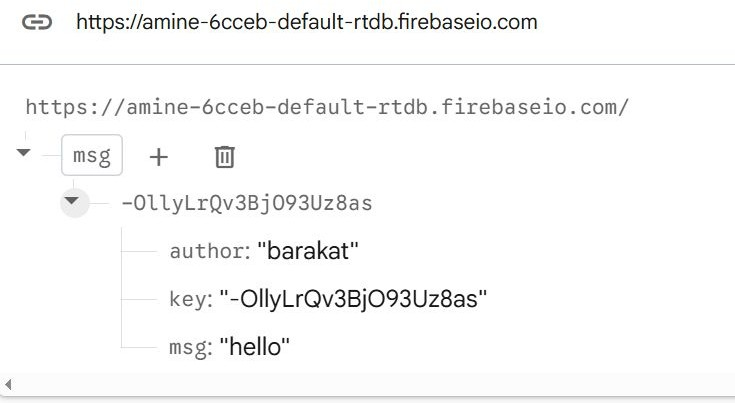 https://amine-6cceb-default-rtdb.firebaseio.com
https://amine-6cceb-default-rtdb.firebaseio.com/
msg
-OllyLrQv3BjO93Uz8as
author: "barakat"
key: "-OllyLrQv3BjO93Uz8as"
msg: "hello"